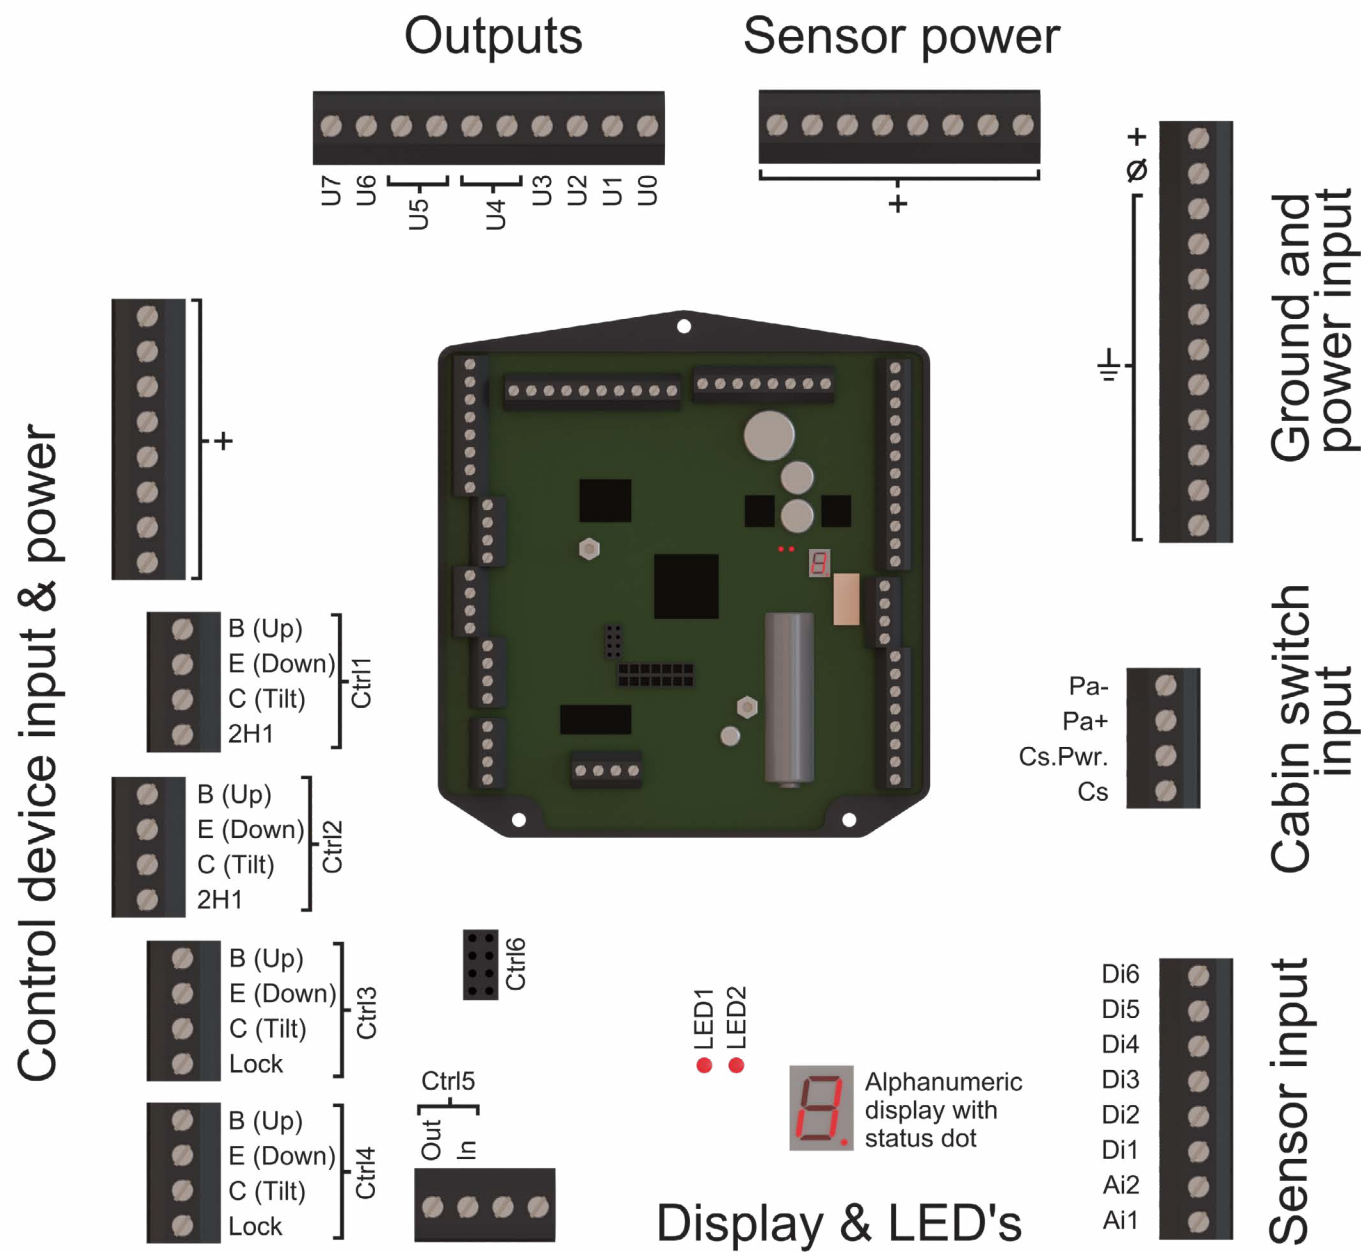 Outputs
Sensor power
U7 U6 U5 U4 U3 U2 U1 U0
+
+
Ø
Ground and
power input
Control device input & power
+
B (Up)
E (Down)
C (Tilt)
2H1
Ctrl1
B (Up)
E (Down)
C (Tilt)
2H1
Ctrl2
B (Up)
E (Down)
C (Tilt)
Lock
Ctrl3
B (Up)
E (Down)
C (Tilt)
Lock
Ctrl4
Ctrl5
Out
In
Ctrl6
LED1
LED2
Alphanumeric
display with
status dot
Display & LED's
Pa-
Pa+
Cs.Pwr.
Cs
Cabin switch
input
Di6
Di5
Di4
Di3
Di2
Di1
Ai2
Ai1
Sensor input